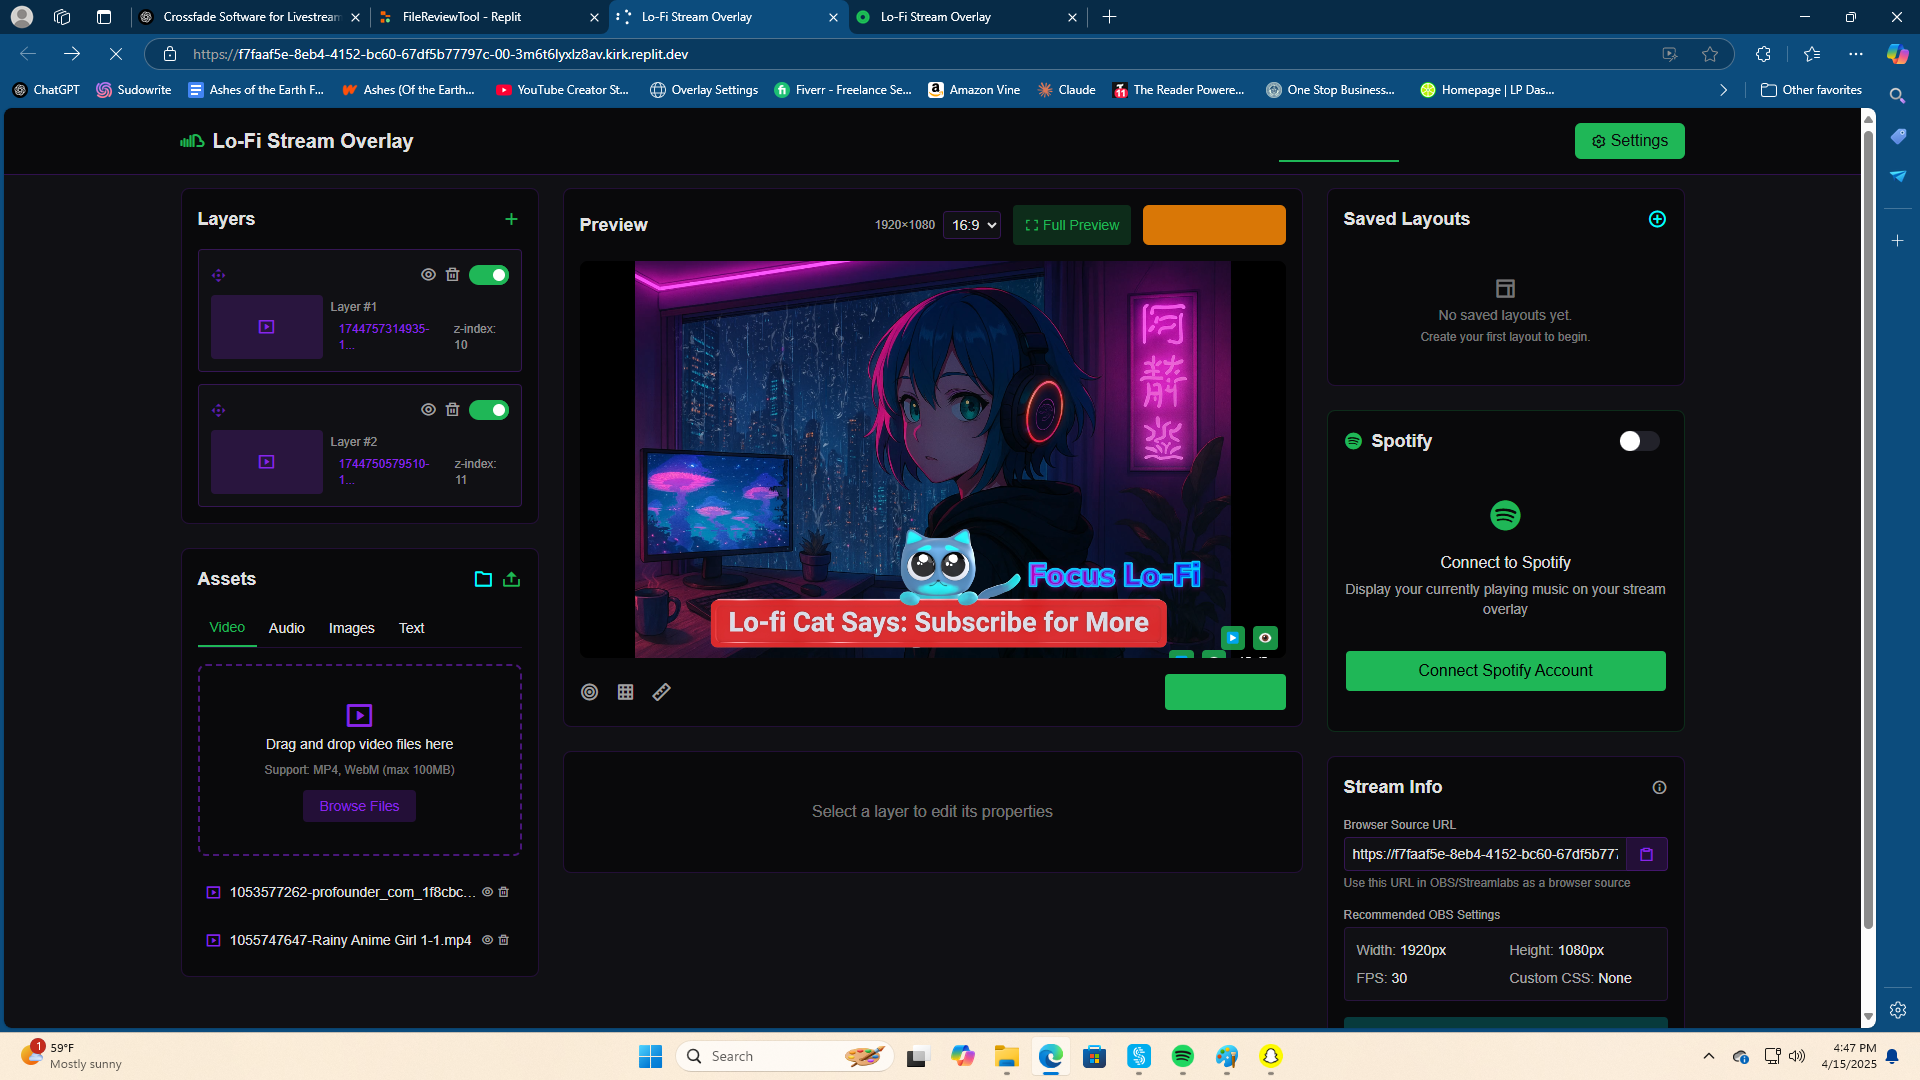 Crossfade Software for Livestream
FileReviewTool - Replit
Lo-Fi Stream Overlay
Lo-Fi Stream Overlay
https://f7faaf5e-8eb4-4152-bc60-67df5b77797c-00-3m6t6lyxlz8av.kirk.replit.dev
ChatGPT
Sudowrite
Ashes of the Earth F...
Ashes (Of the Earth...
YouTube Creator St...
Overlay Settings
Fiverr - Freelance Se...
Amazon Vine
Claude
The Reader Powere...
One Stop Business...
Homepage | LP Das...
Other favorites
Lo-Fi Stream Overlay
Settings
Layers
Layer #1
1744757314935-
1...
z-index:
10
Layer #2
1744750579510-
1...
z-index:
11
Assets
Video
Audio
Images
Text
Drag and drop video files here
Support: MP4, WebM (max 100MB)
Browse Files
1053577262-profounder_com_1f8cbc...
1055747647-Rainy Anime Girl 1-1.mp4
Preview
1920×1080
16:9
Full Preview
Focus Lo-Fi
Lo-fi Cat Says: Subscribe for More
Select a layer to edit its properties
Saved Layouts
No saved layouts yet.
Create your first layout to begin.
Spotify
Connect to Spotify
Display your currently playing music on your stream
overlay
Connect Spotify Account
Stream Info
Browser Source URL
https://f7faaf5e-8eb4-4152-bc60-67df5b777
Use this URL in OBS/Streamlabs as a browser source
Recommended OBS Settings
Width: 1920px
Height: 1080px
FPS: 30
Custom CSS: None
1
59°F
Mostly sunny
Search
4:47 PM
4/15/2025